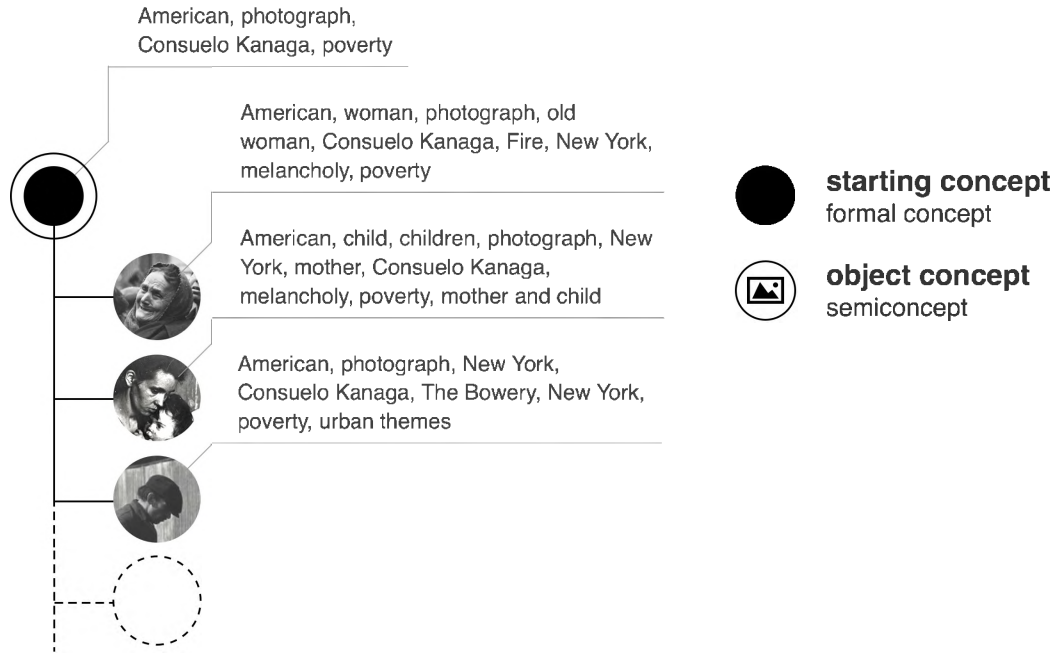 American, photograph,
Consuelo Kanaga, poverty
American, woman, photograph, old
woman, Consuelo Kanaga, Fire, New York,
melancholy, poverty
American, child, children, photograph, New
York, mother, Consuelo Kanaga,
melancholy, poverty, mother and child
American, photograph, New York,
Consuelo Kanaga, The Bowery, New York,
poverty, urban themes
starting concept
formal concept
object concept
semiconcept